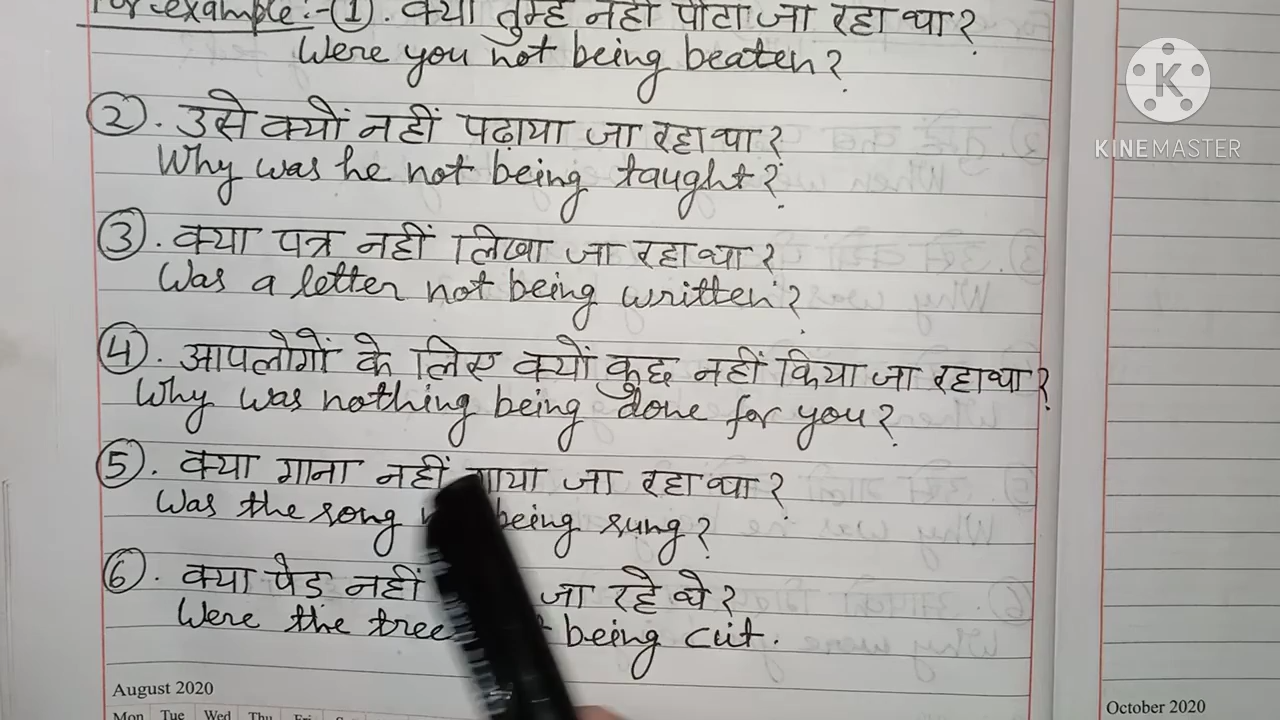 For example:-(1). क्या तुम्हे नहीं पीटा जा रहा था?
Were you not being beaten?
(2). उसे क्यों नहीं पढ़ाया जा रहा था?
Why was he not being taught?
(3). क्या पत्र नहीं लिखा जा रहा था?
Was a letter not being written?
(4). आपलोगों के लिए क्यों कुछ नहीं किया जा रहा था?
Why was nothing being done for you?
(5). क्या गाना नहीं गाया जा रहा था?
Was the song being sung?
(6). क्या पेड नहीं जा रहे थे?
Were the tree being cut.
August 2020
Mon Tue Wed Thu Fri
October 2020
K
KINEMASTER